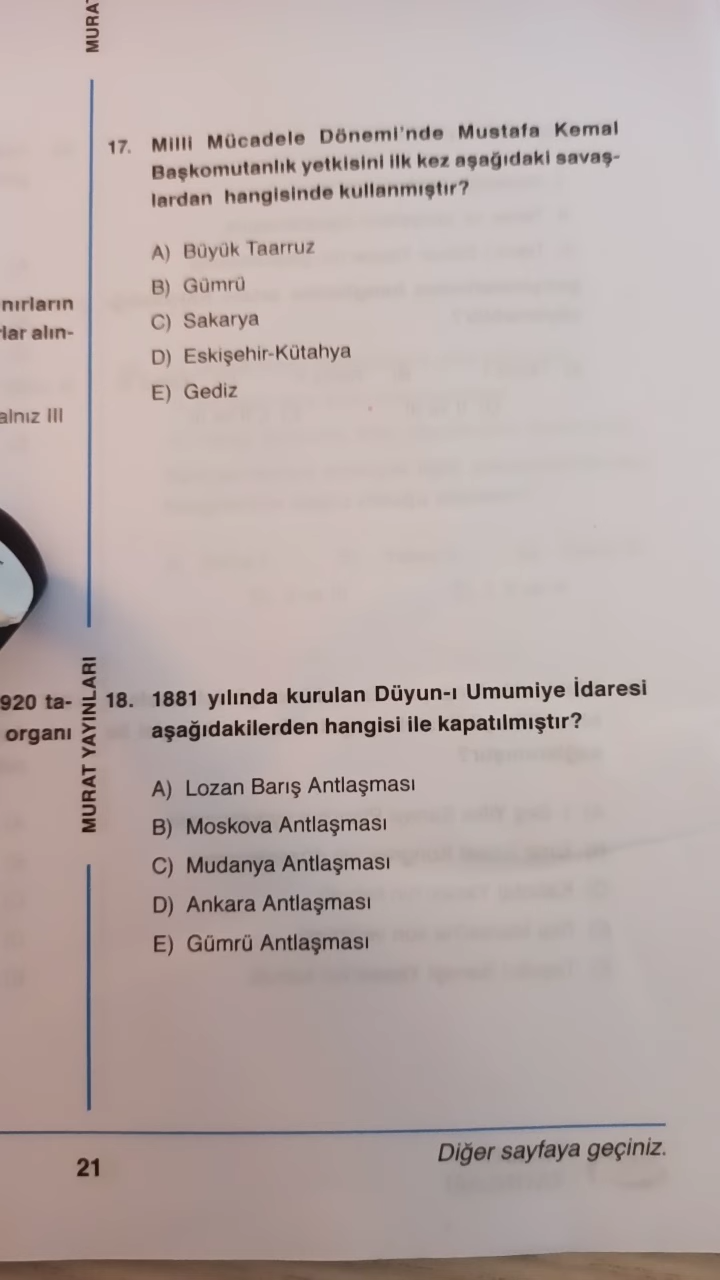 MURA
17. Milli Mücadele Dönemi'nde Mustafa Kemal
Başkomutanlık yetkisini ilk kez aşağıdaki savaş-
lardan hangisinde kullanmıştır?
A) Büyük Taarruz
B) Gümrü
C) Sakarya
D) Eskişehir-Kütahya
E) Gediz
nırların
lar alın-
alnız III
920 ta-
organı
MURAT YAYINLARI
18. 1881 yılında kurulan Düyun-ı Umumiye İdaresi
aşağıdakilerden hangisi ile kapatılmıştır?
A) Lozan Barış Antlaşması
B) Moskova Antlaşması
C) Mudanya Antlaşması
D) Ankara Antlaşması
E) Gümrü Antlaşması
21
Diğer sayfaya geçiniz.